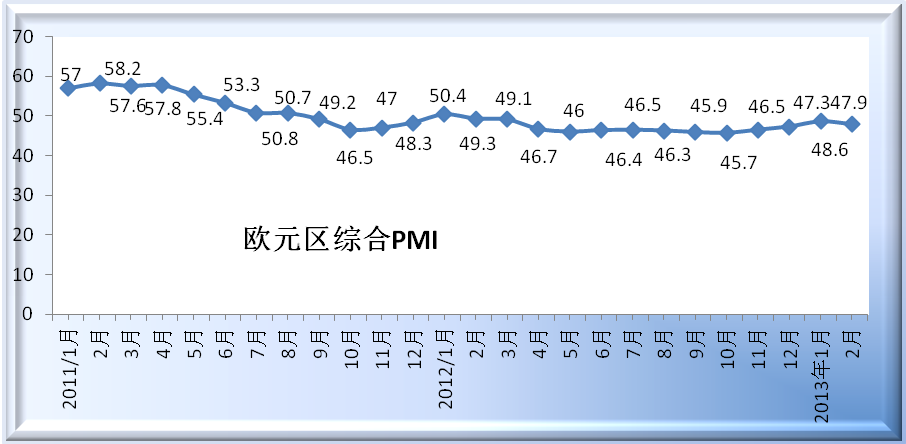 70
60
50
40
30
20
10
0
57
58.2
57.6
57.8
55.4
53.3
50.8
50.7
49.2
46.5
47
48.3
50.4
49.3
49.1
46.7
46
46.4
46.5
46.3
45.9
45.7
46.5
47.3
48.6
47.9
欧元区综合PMI
2011/1月
2月
3月
4月
5月
6月
7月
8月
9月
10月
11月
12月
2012/1月
2月
3月
4月
5月
6月
7月
8月
9月
10月
11月
12月
2013年1月
2月